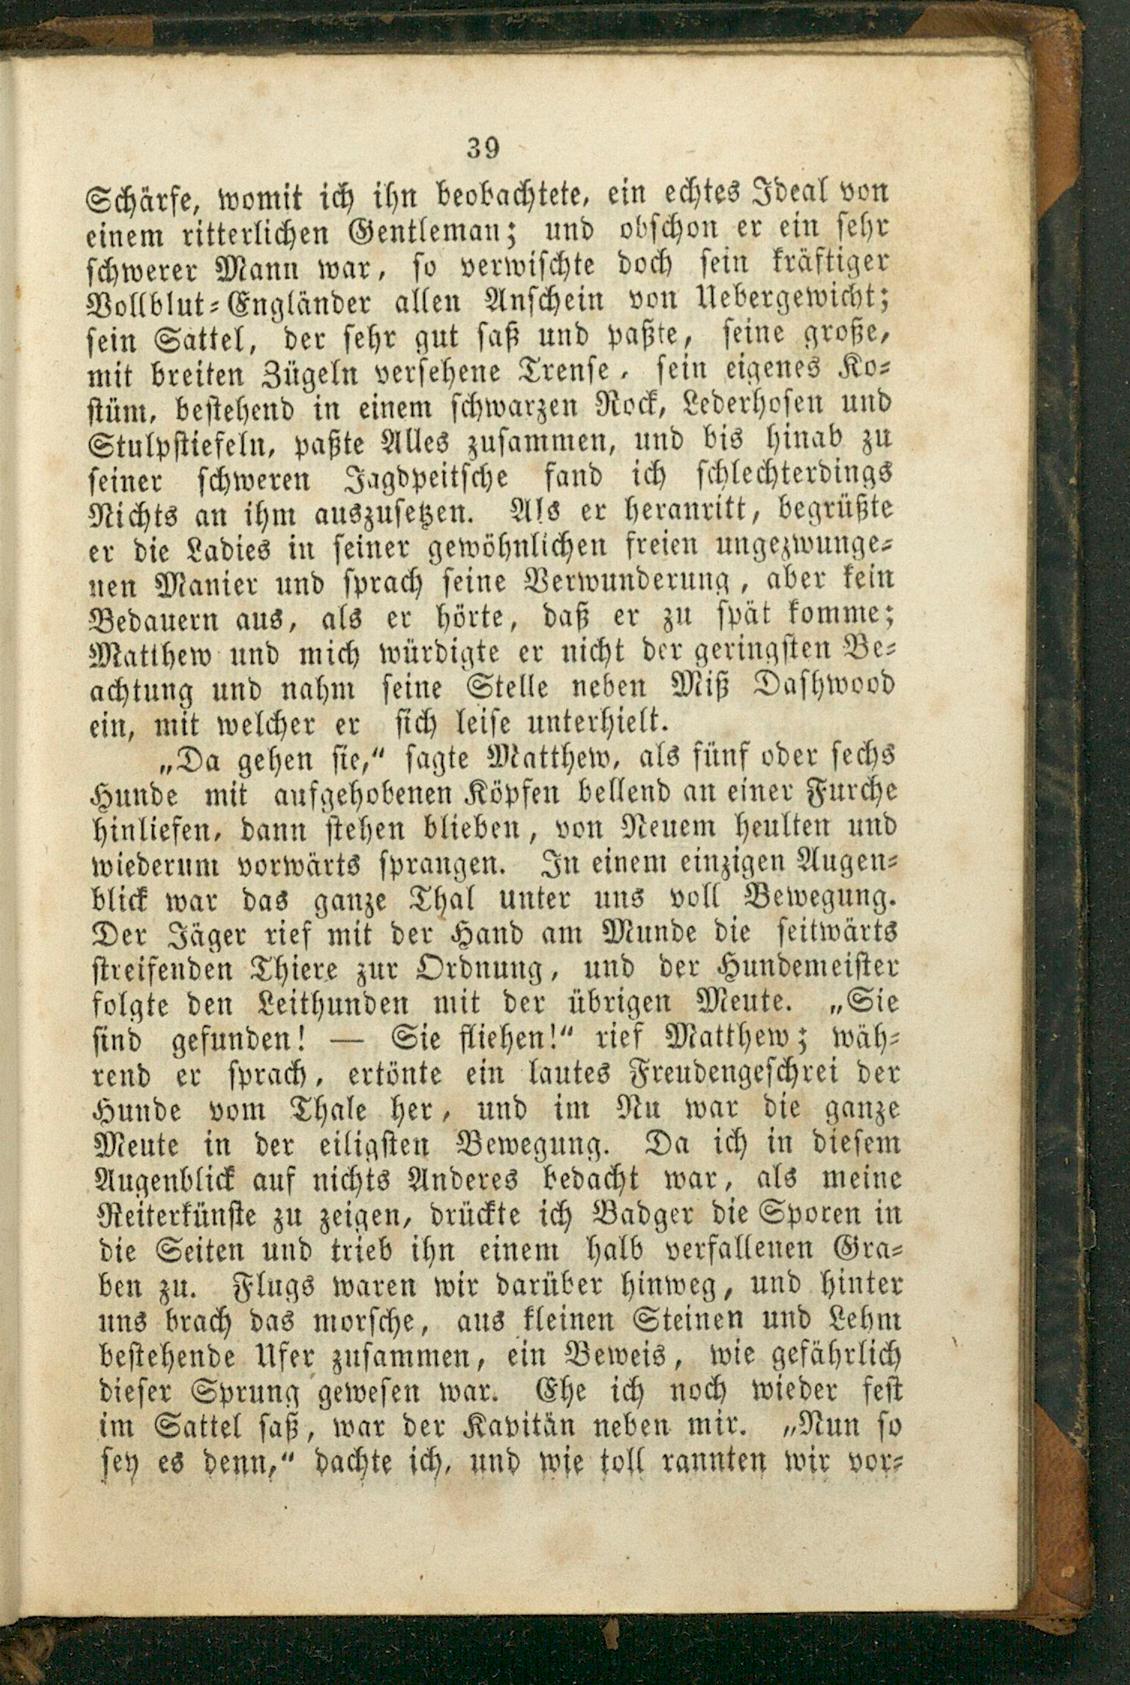 39
Schärfe, womit ich ihn beobachtete, ein echtes Ideal von
einem ritterlichen Gentleman; und obschon er ein sehr
schwerer Mann war, so verwischte doch sein kräftiger
Vollblut-Engländer allen Anschein von Uebergewicht;
sein Sattel, der sehr gut saß und paßte, seine große,
mit breiten Zügeln versehene Trense, sein eigenes Ko-
stüm, bestehend in einem schwarzen Rock, Lederhosen und
Stulpstiefeln, paßte Alles zusammen, und bis hinab zu
seiner schweren Jagdpeitsche fand ich schlechterdings
Nichts an ihm auszusetzen. Als er heranritt, begrüßte
er die Ladies in seiner gewöhnlichen freien ungezwunge-
nen Manier und sprach seine Verwunderung, aber kein
Bedauern aus, als er hörte, daß er zu spät komme;
Matthew und mich würdigte er nicht der geringsten Be-
achtung und nahm seine Stelle neben Miß Dashwood
ein, mit welcher er sich leise unterhielt.
„Da gehen sie,“ sagte Matthew, als fünf oder sechs
Hunde mit aufgehobenen Köpfen bellend an einer Furche
hinliefen, dann stehen blieben, von Neuem heulten und
wiederum vorwärts sprangen. In einem einzigen Augen-
blick war das ganze Thal unter uns voll Bewegung.
Der Jäger rief mit der Hand am Munde die seitwärts
streifenden Thiere zur Ordnung, und der Hundemeister
folgte den Leithunden mit der übrigen Meute. „Sie
sind gefunden! — Sie fliehen!“ rief Matthew; wäh-
rend er sprach, ertönte ein lautes Freudengeschrei der
Hunde vom Thale her, und im Nu war die ganze
Meute in der eiligsten Bewegung. Da ich in diesem
Augenblick auf nichts Anderes bedacht war, als meine
Reiterkünste zu zeigen, drückte ich Badger die Sporen in
die Seiten und trieb ihn einem halb verfallenen Gra-
ben zu. Flugs waren wir darüber hinweg, und hinter
uns brach das morsche, aus kleinen Steinen und Lehm
bestehende Ufer zusammen, ein Beweis, wie gefährlich
dieser Sprung gewesen war. Ehe ich noch wieder fest
im Sattel saß, war der Kapitän neben mir. „Nun so
sey es denn,“ dachte ich, und wie toll rannten wir vor-